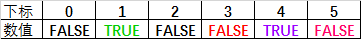 下标 0 1 2 3 4 5
数值 FALSE TRUE FALSE FALSE TRUE FALSE